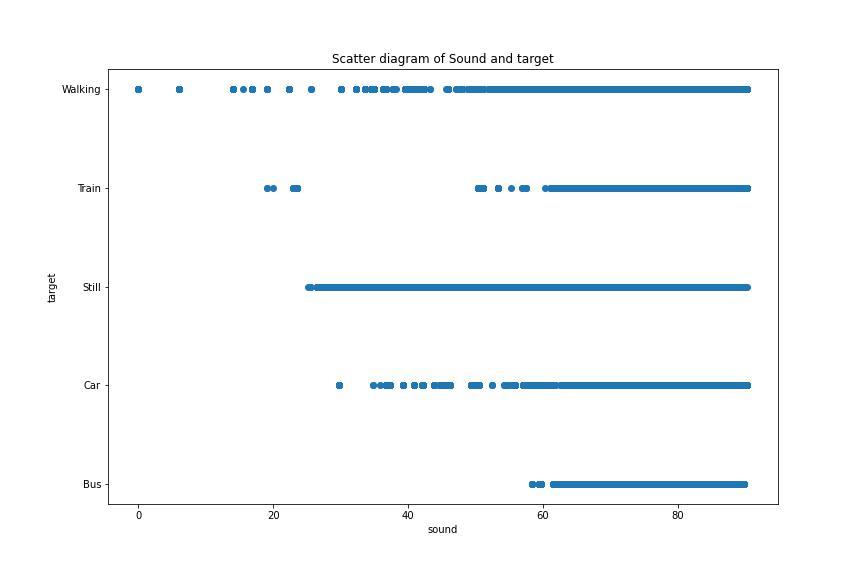 Scatter diagram of Sound and target
Walking
Train
Still
Car
Bus
target
0 20 40 60 80
sound